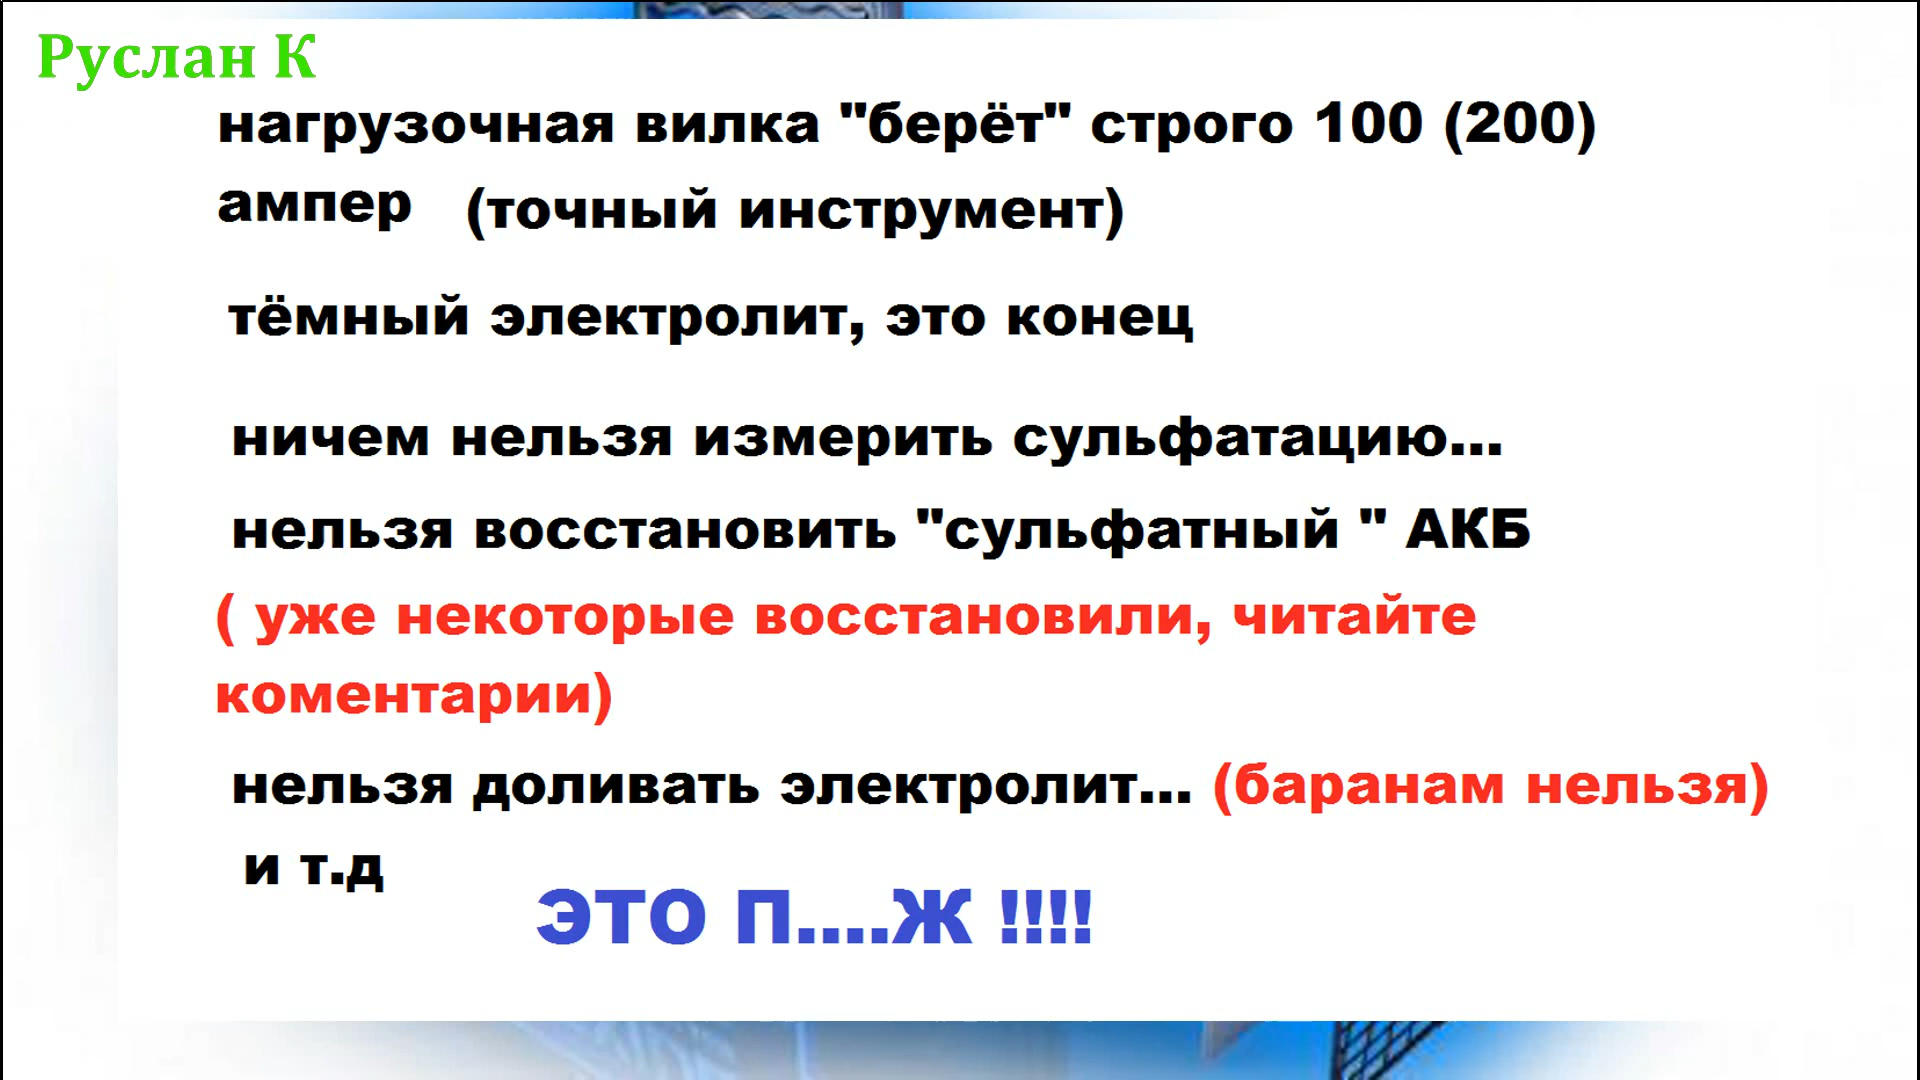 Руслан К
нагрузочная вилка "берёт" строго 100 (200)
ампер (точный инструмент)
тёмный электролит, это конец
ничем нельзя измерить сульфатацию...
нельзя восстановить "сульфатный " АКБ
( уже некоторые восстановили, читайте
коментарии)
нельзя доливать электролит... (баранам нельзя)
и т.д
ЭТО П....Ж !!!!